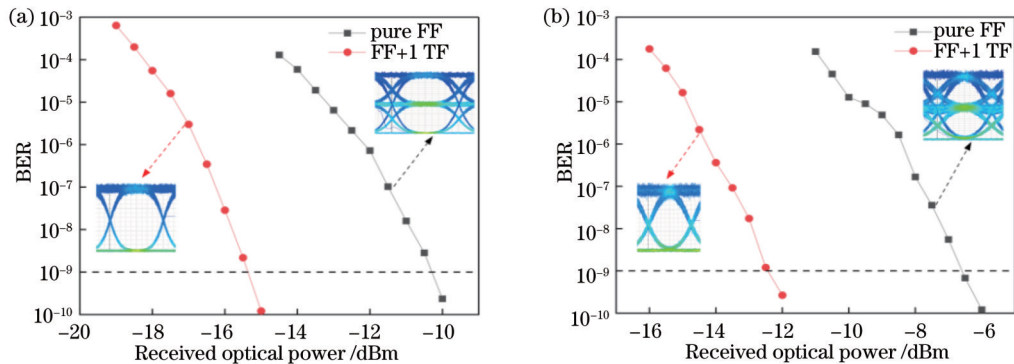 (a)
10⁻³
10⁻⁴
10⁻⁵
10⁻⁶
10⁻⁷
10⁻⁸
10⁻⁹
10⁻¹⁰
BER
pure FF
FF+1 TF
−20 −18 −16 −14 −12 −10
Received optical power /dBm
(b)
10⁻³
10⁻⁴
10⁻⁵
10⁻⁶
10⁻⁷
10⁻⁸
10⁻⁹
10⁻¹⁰
BER
pure FF
FF+1 TF
−16 −14 −12 −10 −8 −6
Received optical power /dBm